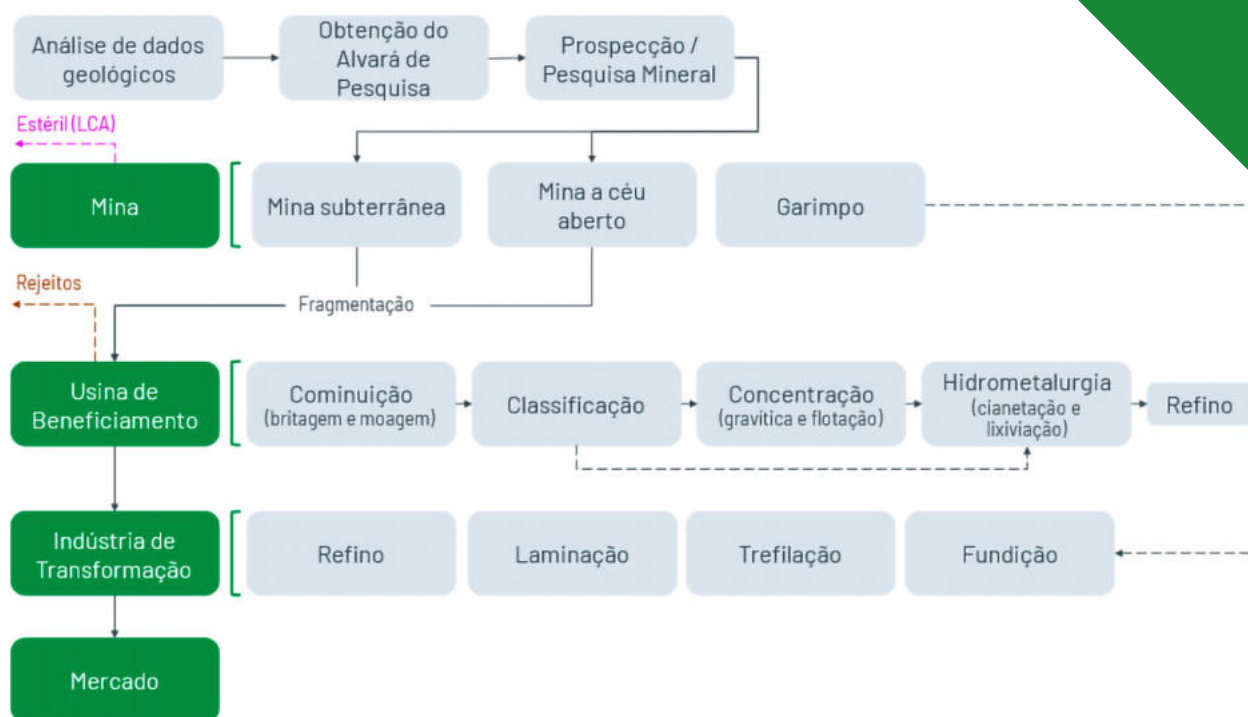 Análise de dados
geológicos
Obtenção do
Alvará de
Pesquisa
Prospecção /
Pesquisa Mineral
Estéril (LCA)
Mina
Mina subterrânea
Mina a céu
aberto
Garimpo
Rejeitos
Fragmentação
Usina de
Beneficiamento
Cominuição
(britagem e moagem)
Classificação
Concentração
(gravítica e flotação)
Hidrometalurgia
(cianetação e
lixiviação)
Refino
Indústria de
Transformação
Refino
Laminação
Trefilação
Fundição
Mercado